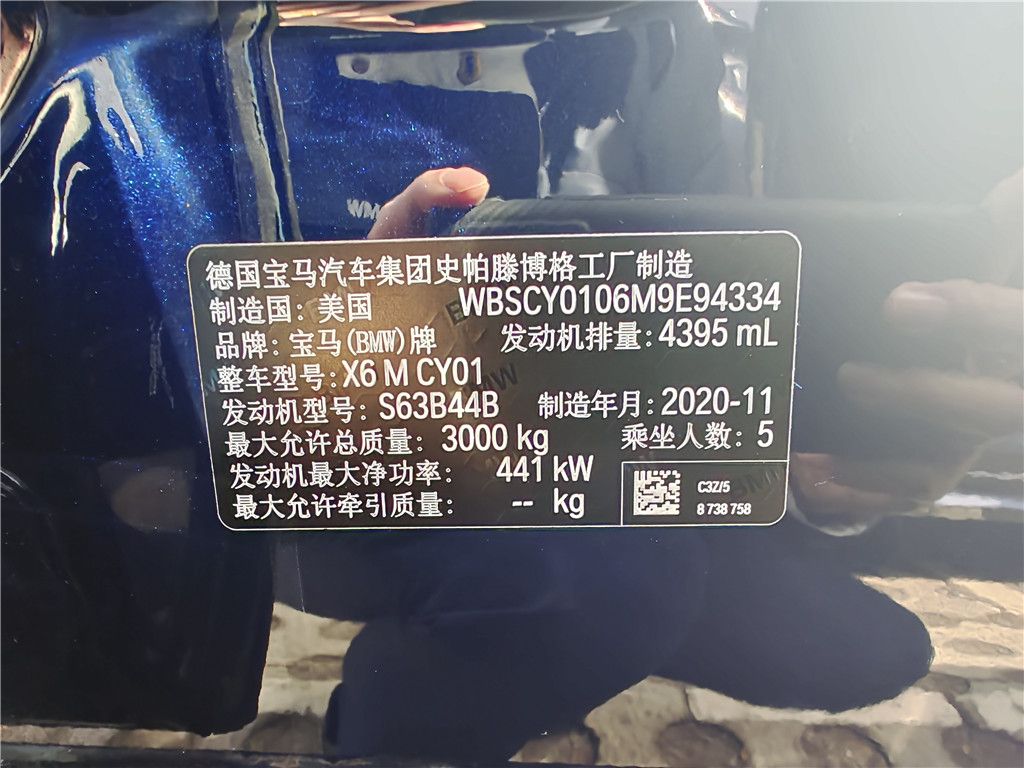 德国宝马汽车集团史帕滕博格工厂制造
制造国：美国 WBSCY0106M9E94334
品牌：宝马(BMW)牌 发动机排量：4395 mL
整车型号：X6 M CY01
发动机型号：S63B44B 制造年月：2020-11
最大允许总质量：3000 kg 乘坐人数：5
发动机最大净功率：441 kW
最大允许牵引质量：-- kg
C3Z/5
8 738 758